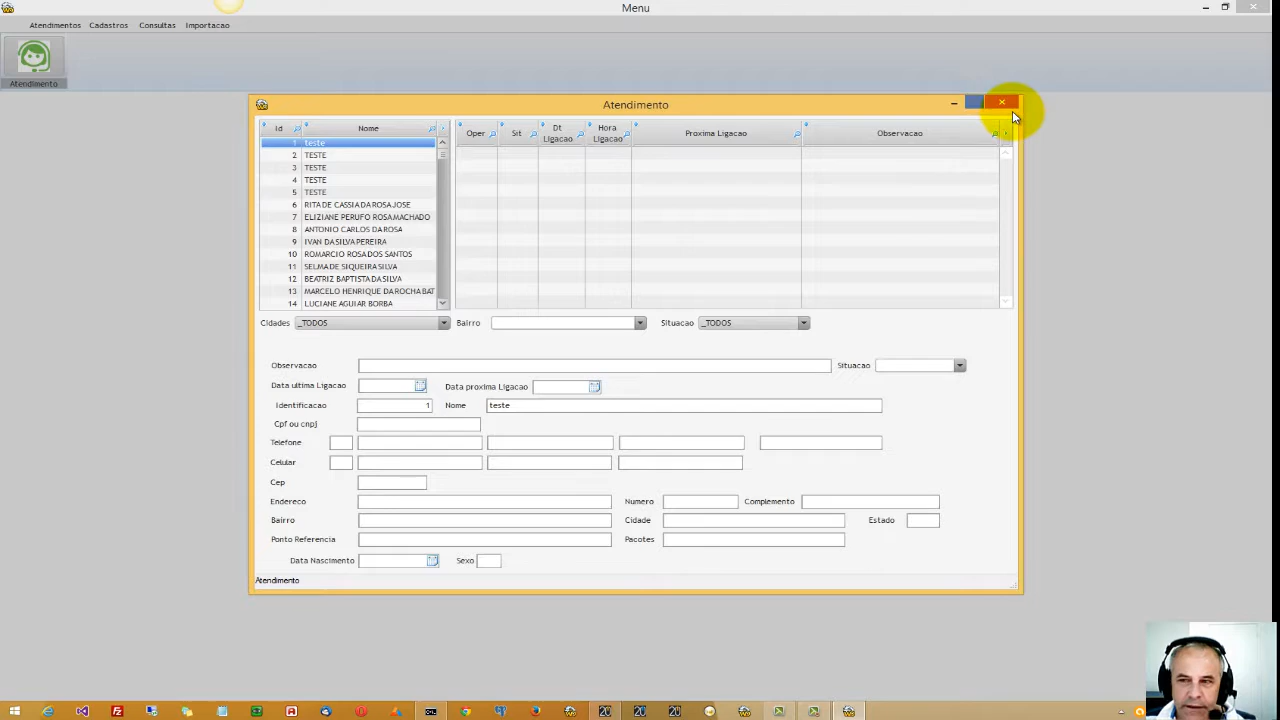 Menu
Atendimentos Cadastros Consultas Importacao
Atendimento
Atendimento
Id Nome
1 teste
2 TESTE
3 TESTE
4 TESTE
5 TESTE
6 RITA DE CASSIA DA ROSA JOSE
7 ELIZIANE PERUFO ROSA MACHADO
8 ANTONIO CARLOS DA ROSA
9 IVAN DA SILVA PEREIRA
10 ROMARCIO ROSA DOS SANTOS
11 SELMA DE SIQUEIRA SILVA
12 BEATRIZ BAPTISTA DA SILVA
13 MARCELO HENRIQUE DA ROCHA BAT
14 LUCIANE AGUIAR BORBA
Oper Sit Dt Ligacao Hora Ligacao Proxima Ligacao Observacao
Cidades _TODOS Bairro Situacao _TODOS
Observacao Situacao
Data ultima Ligacao Data proxima Ligacao
Identificacao 1 Nome teste
Cpf ou cnpj
Telefone
Celular
Cep
Endereco Numero Complemento
Bairro Cidade Estado
Ponto Referencia Pacotes
Data Nascimento Sexo
Atendimento